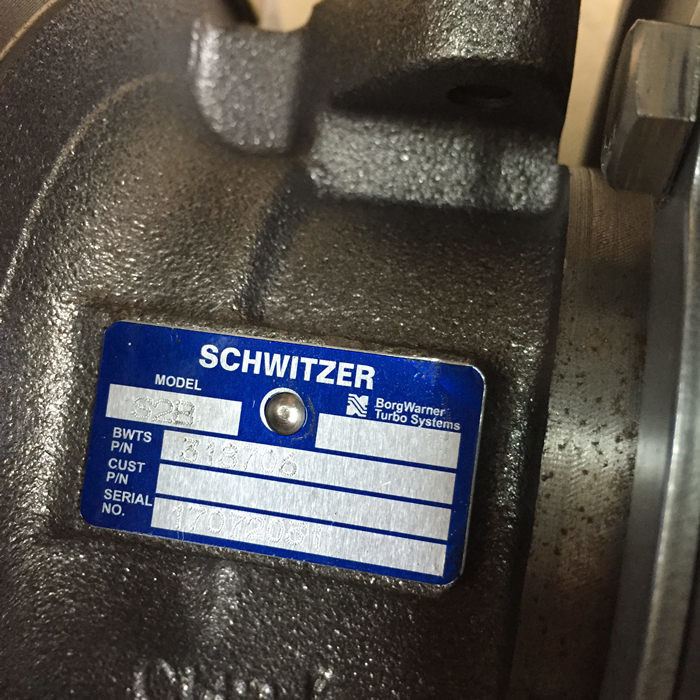 SCHWITZER
MODEL
S2B
BorgWarner
Turbo Systems
BWTS
P/N
318706
CUST
P/N
SERIAL
NO.